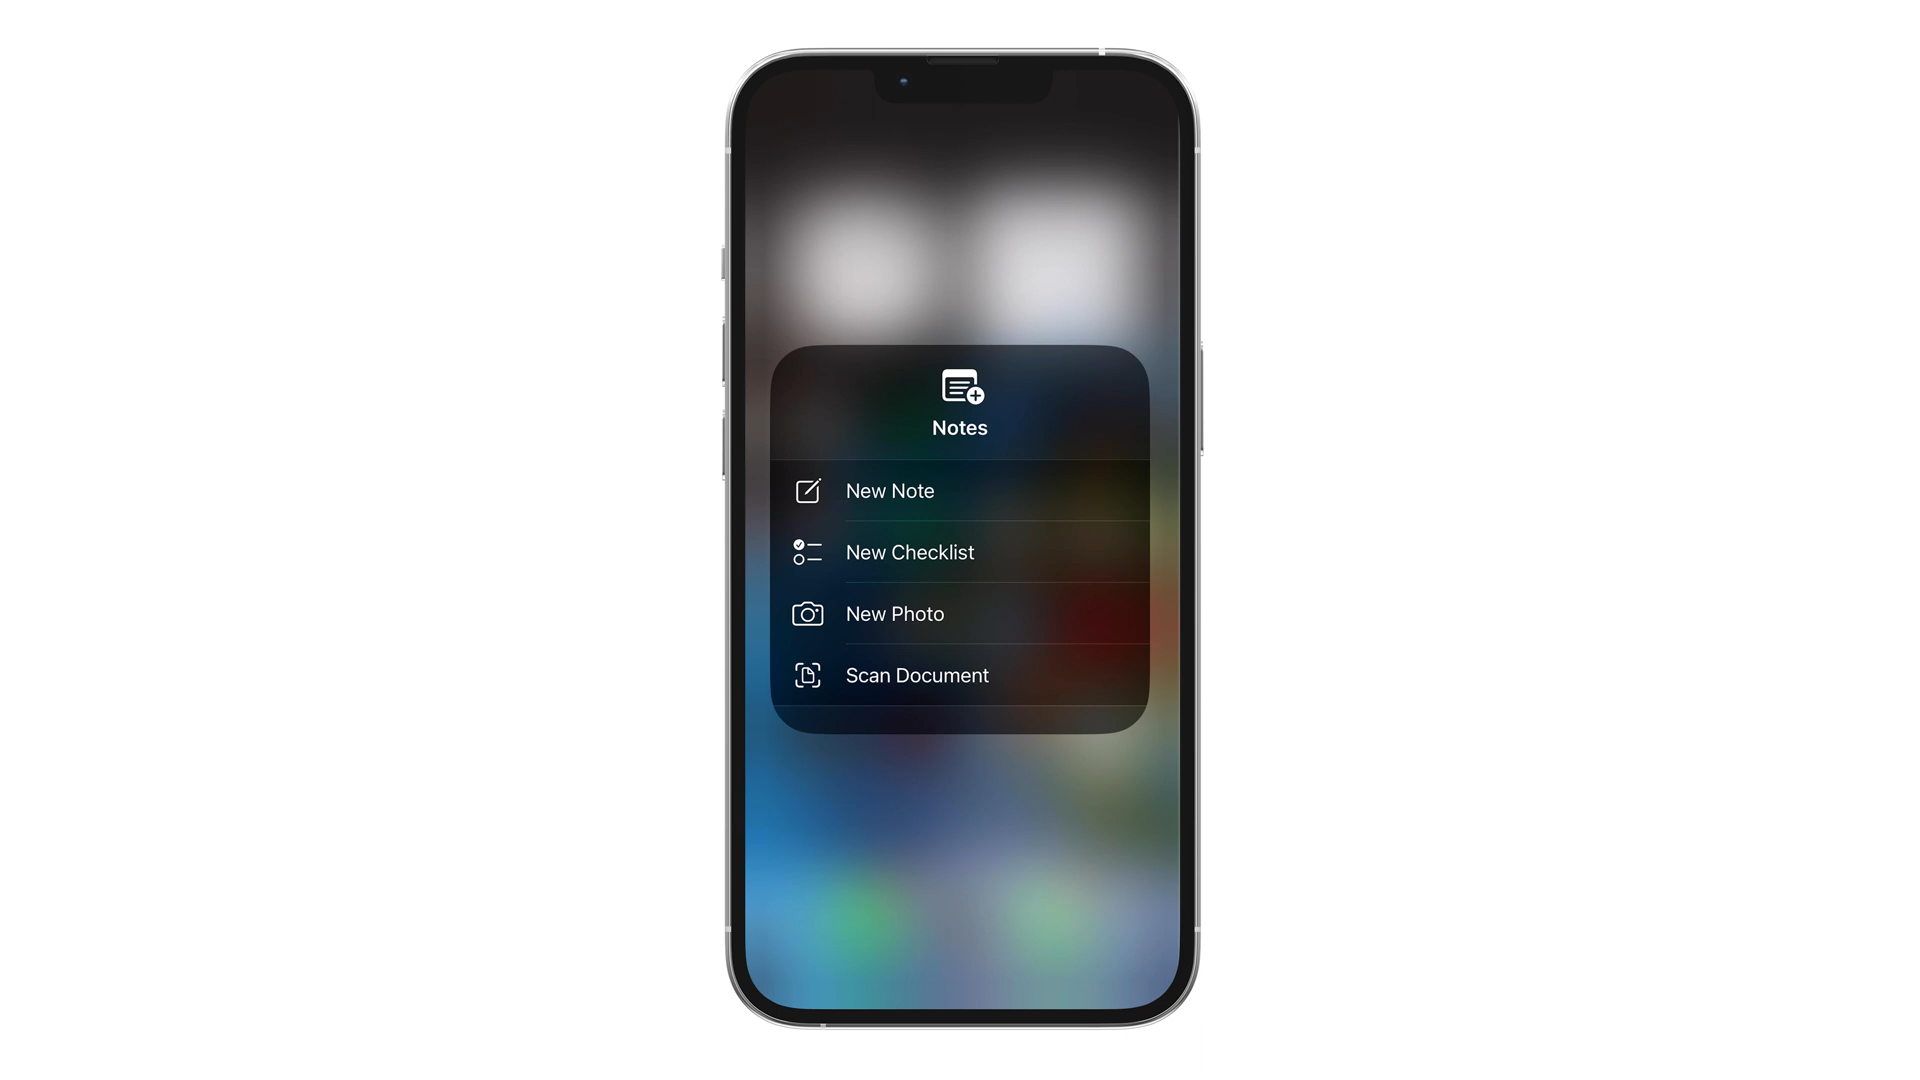 Notes
New Note
New Checklist
New Photo
Scan Document